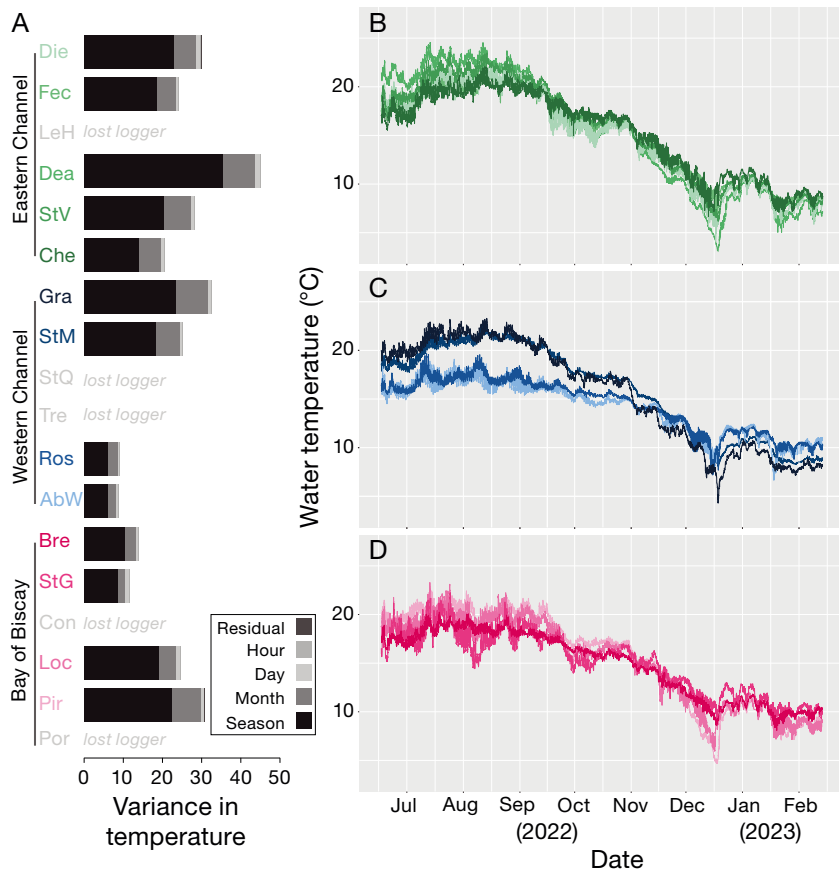 A
Eastern Channel
Die
Fec
LeH lost logger
Dea
StV
Che
Western Channel
Gra
StM
StQ lost logger
Tre lost logger
Ros
AbW
Bay of Biscay
Bre
StG
Con lost logger
Loc
Pir
Por lost logger
Residual
Hour
Day
Month
Season
0 10 20 30 40 50
Variance in
temperature
B
20
10
C
20
10
D
20
10
Water temperature (°C)
Jul Aug Sep Oct Nov Dec Jan Feb
(2022) (2023)
Date